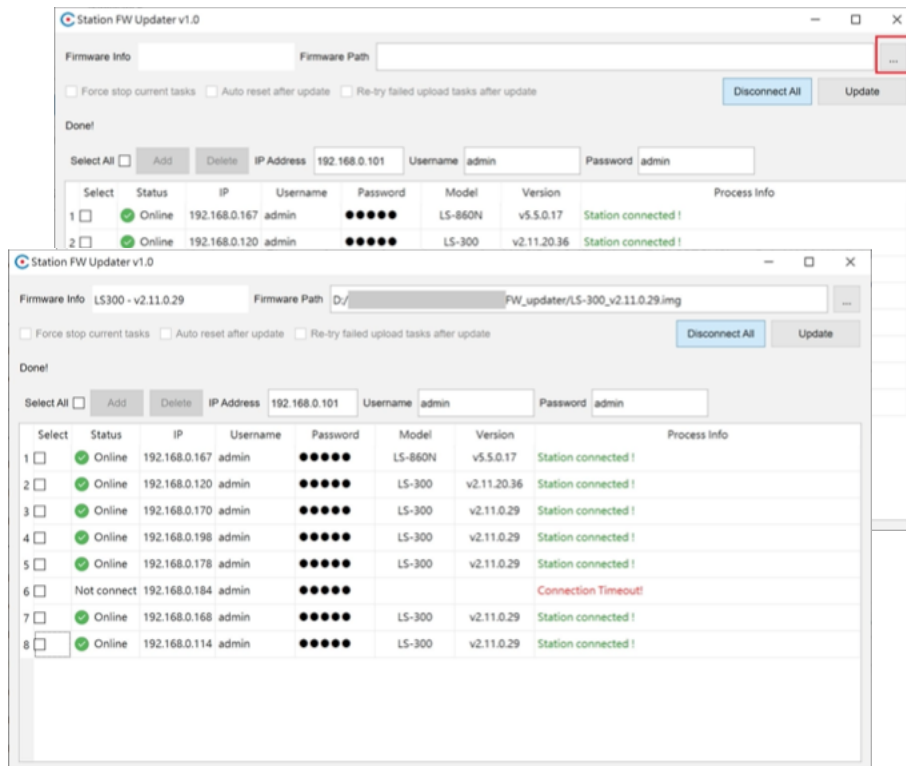 Station FW Updater v1.0
Firmware Info Firmware Path ...
Force stop current tasks Auto reset after update Re-try failed upload tasks after update Disconnect All Update
Done!
Select All Add Delete IP Address 192.168.0.101 Username admin Password admin
Select Status IP Username Password Model Version Process Info
1 Online 192.168.0.167 admin ●●●●● LS-860N v5.5.0.17 Station connected !
2 Online 192.168.0.120 admin ●●●●● LS-300 v2.11.20.36 Station connected !
Station FW Updater v1.0
Firmware Info LS300 - v2.11.0.29 Firmware Path D:/ FW_updater/LS-300_v2.11.0.29.img ...
Force stop current tasks Auto reset after update Re-try failed upload tasks after update Disconnect All Update
Done!
Select All Add Delete IP Address 192.168.0.101 Username admin Password admin
Select Status IP Username Password Model Version Process Info
1 Online 192.168.0.167 admin ●●●●● LS-860N v5.5.0.17 Station connected !
2 Online 192.168.0.120 admin ●●●●● LS-300 v2.11.20.36 Station connected !
3 Online 192.168.0.170 admin ●●●●● LS-300 v2.11.0.29 Station connected !
4 Online 192.168.0.198 admin ●●●●● LS-300 v2.11.0.29 Station connected !
5 Online 192.168.0.178 admin ●●●●● LS-300 v2.11.0.29 Station connected !
6 Not connect 192.168.0.184 admin ●●●●● Connection Timeout!
7 Online 192.168.0.168 admin ●●●●● LS-300 v2.11.0.29 Station connected !
8 Online 192.168.0.114 admin ●●●●● LS-300 v2.11.0.29 Station connected !